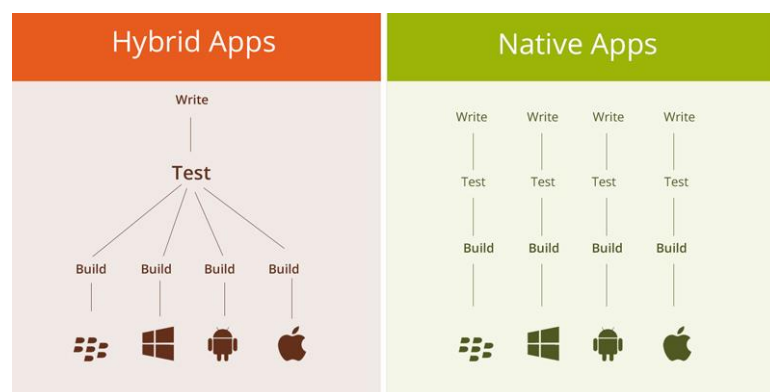 Hybrid Apps
Write
Test
Build Build Build Build
Native Apps
Write Write Write Write
Test Test Test Test
Build Build Build Build